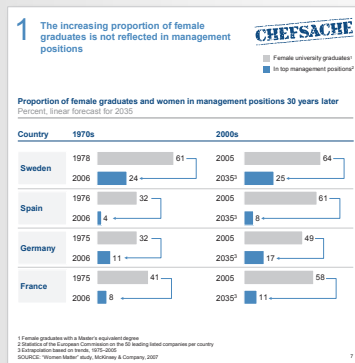 1
The increasing proportion of female
graduates is not reflected in management
positions
CHEFSACHE
Female university graduates¹
In top management positions²
Proportion of female graduates and women in management positions 30 years later
Percent, linear forecast for 2035
Country 1970s 2000s
Sweden
1978 61 2005 64
2006 24 2035³ 25
Spain
1976 32 2005 61
2006 4 2035³ 8
Germany
1975 32 2005 49
2006 11 2035³ 17
France
1975 41 2005 58
2006 8 2035³ 11
1 Female graduates with a Master's equivalent degree
2 Statistics of the European Commission on the 50 leading listed companies per country
3 Extrapolation based on trends, 1975–2005
SOURCE: "Women Matter" study, McKinsey & Company, 2007
7